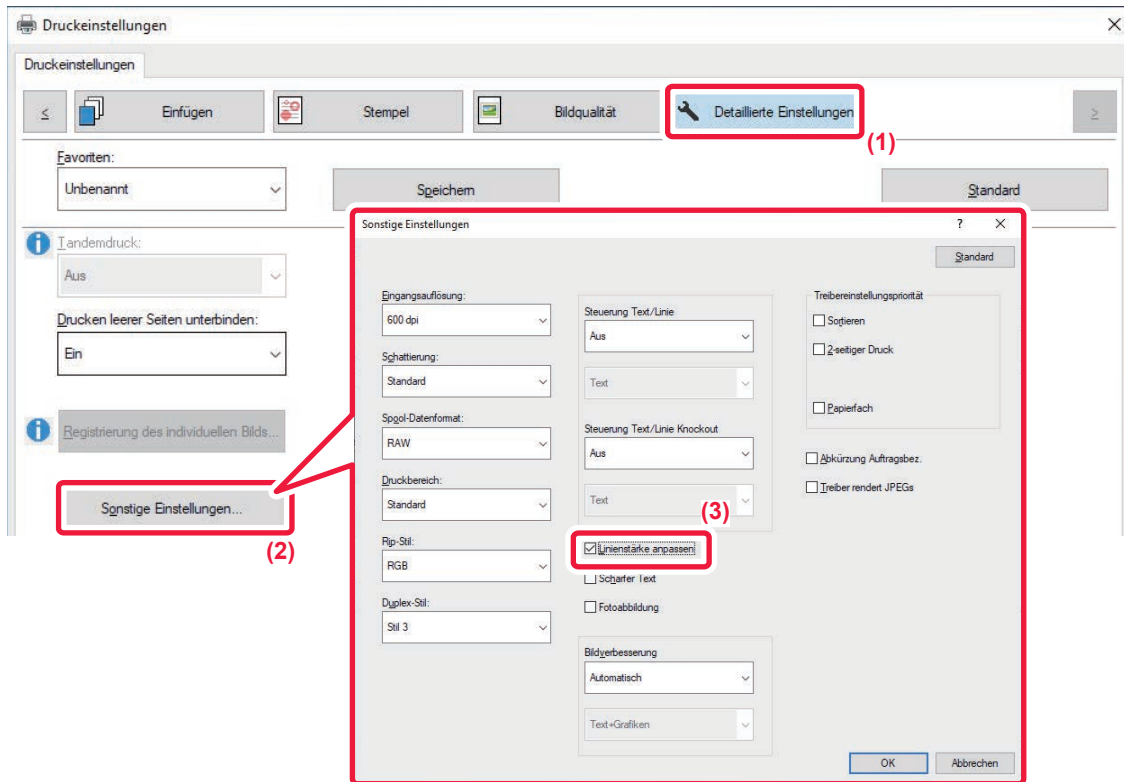 Druckeinstellungen
Druckeinstellungen
≤
Einfügen
Stempel
Bildqualität
Detaillierte Einstellungen
≥
(1)
Favoriten:
Unbenannt
Speichern
Standard
Tandemdruck:
Aus
Drucken leerer Seiten unterbinden:
Ein
Registrierung des individuellen Bilds...
Sonstige Einstellungen...
(2)
Sonstige Einstellungen
?
Standard
Eingangsauflösung:
600 dpi
Schattierung:
Standard
Spool-Datenformat:
RAW
Druckbereich:
Standard
Rip-Stil:
RGB
Duplex-Stil:
Stil 3
Steuerung Text/Linie
Aus
Text
Steuerung Text/Linie Knockout
Aus
Text
(3)
Linienstärke anpassen
Scharfer Text
Fotoabbildung
Bildverbesserung
Automatisch
Text+Grafiken
Treibereinstellungspriorität
Sortieren
2-seitiger Druck
Papierfach
Abkürzung Auftragsbez.
Treiber rendert JPEGs
OK
Abbrechen